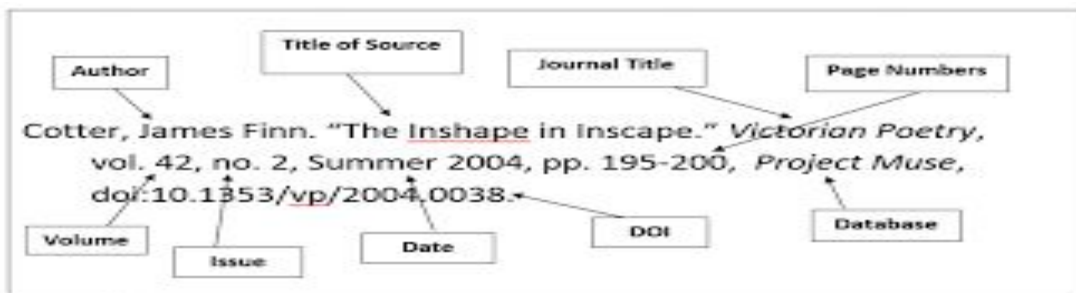 Title of Source
Author
Journal Title
Page Numbers
Cotter, James Finn. “The Inshape in Inscape.” Victorian Poetry,
vol. 42, no. 2, Summer 2004, pp. 195-200, Project Muse,
doi:10.1353/vp/2004.0038.
Volume
Issue
Date
DOI
Database